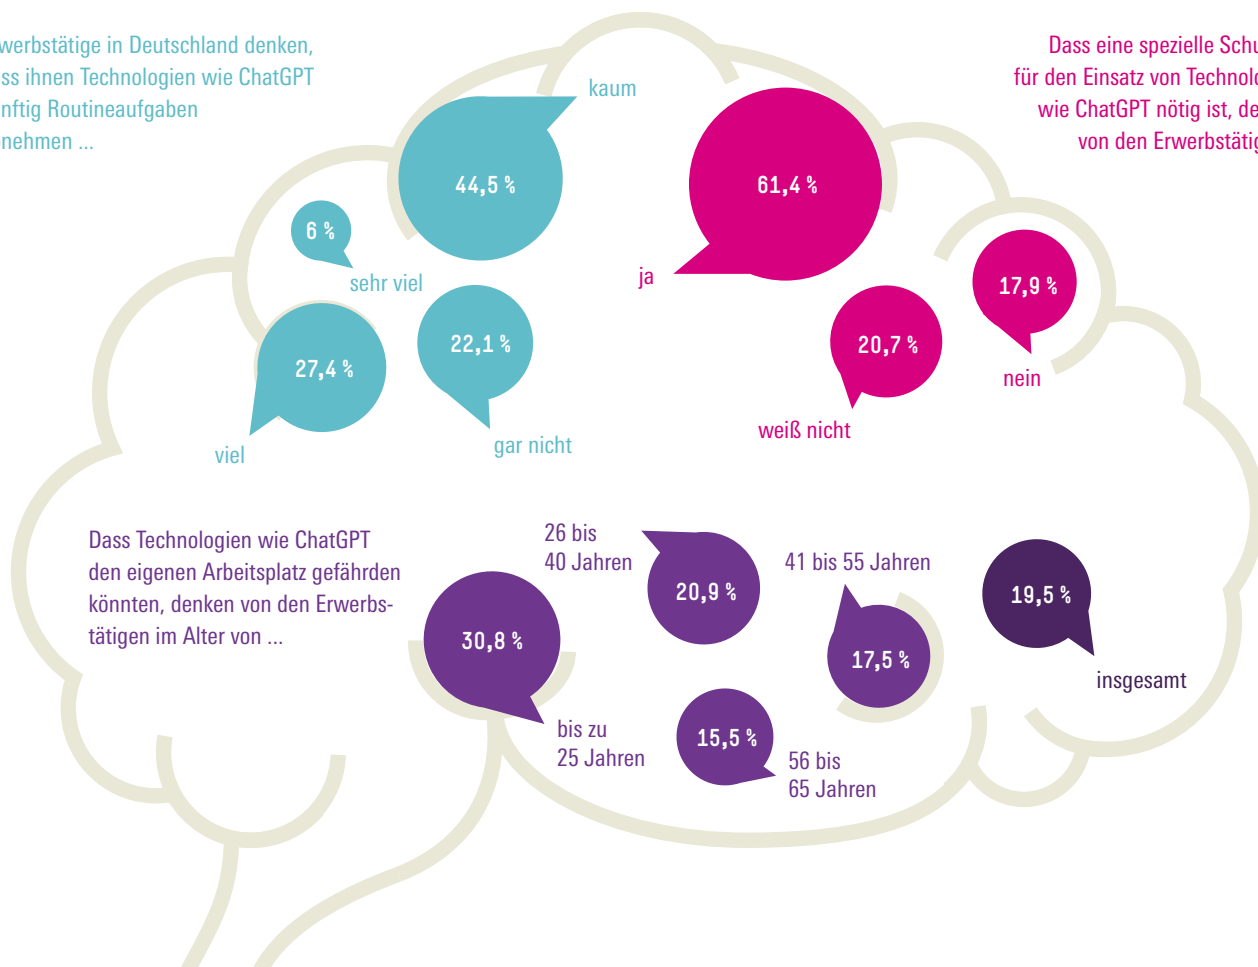 werbstätige in Deutschland denken,
ss ihnen Technologien wie ChatGPT
nftig Routineaufgaben
nehmen ...
kaum
44,5 %
6 %
sehr viel
27,4 %
viel
22,1 %
gar nicht
Dass eine spezielle Schu
für den Einsatz von Technolo
wie ChatGPT nötig ist, de
von den Erwerbstätig
61,4 %
ja
20,7 %
weiß nicht
17,9 %
nein
Dass Technologien wie ChatGPT
den eigenen Arbeitsplatz gefährden
könnten, denken von den Erwerbs-
tätigen im Alter von ...
30,8 %
bis zu
25 Jahren
26 bis
40 Jahren
20,9 %
41 bis 55 Jahren
17,5 %
15,5 %
56 bis
65 Jahren
19,5 %
insgesamt